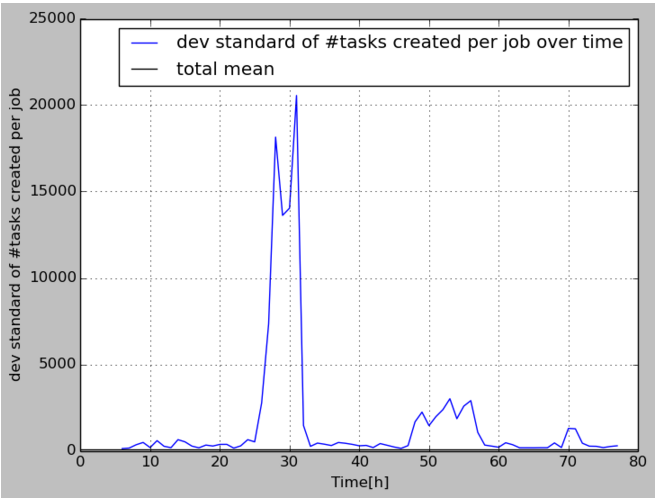 25000
20000
15000
10000
5000
0
dev standard of #tasks created per job
dev standard of #tasks created per job over time
total mean
0 10 20 30 40 50 60 70 80
Time[h]